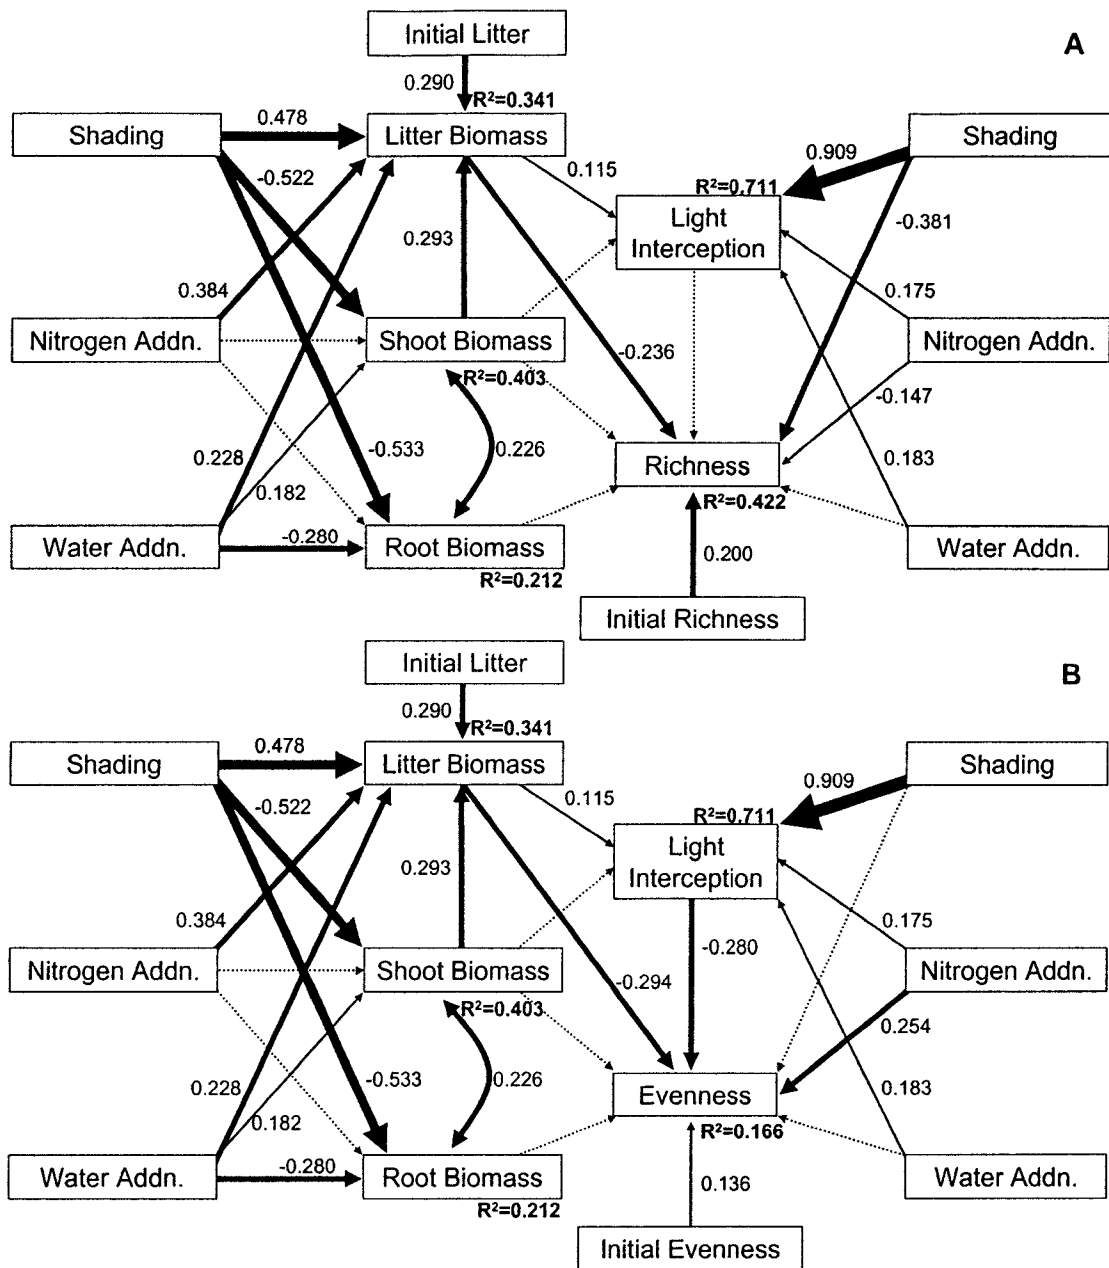 Initial Litter
A
0.290
R²=0.341
Shading
0.478
Litter Biomass
Shading
0.909
-0.522
0.115
R²=0.711
Light
Interception
-0.381
0.293
0.384
0.175
Nitrogen Addn.
Shoot Biomass
Nitrogen Addn.
-0.236
R²=0.403
-0.147
0.228
-0.533
0.226
Richness
0.183
0.182
R²=0.422
Water Addn.
-0.280
Root Biomass
0.200
Water Addn.
R²=0.212
Initial Richness
Initial Litter
B
0.290
R²=0.341
Shading
0.478
Litter Biomass
Shading
0.909
-0.522
0.115
R²=0.711
Light
Interception
0.293
0.384
0.175
-0.280
Nitrogen Addn.
Shoot Biomass
Nitrogen Addn.
-0.294
R²=0.403
0.254
0.228
-0.533
0.226
Evenness
0.183
0.182
R²=0.166
Water Addn.
-0.280
Root Biomass
0.136
Water Addn.
R²=0.212
Initial Evenness